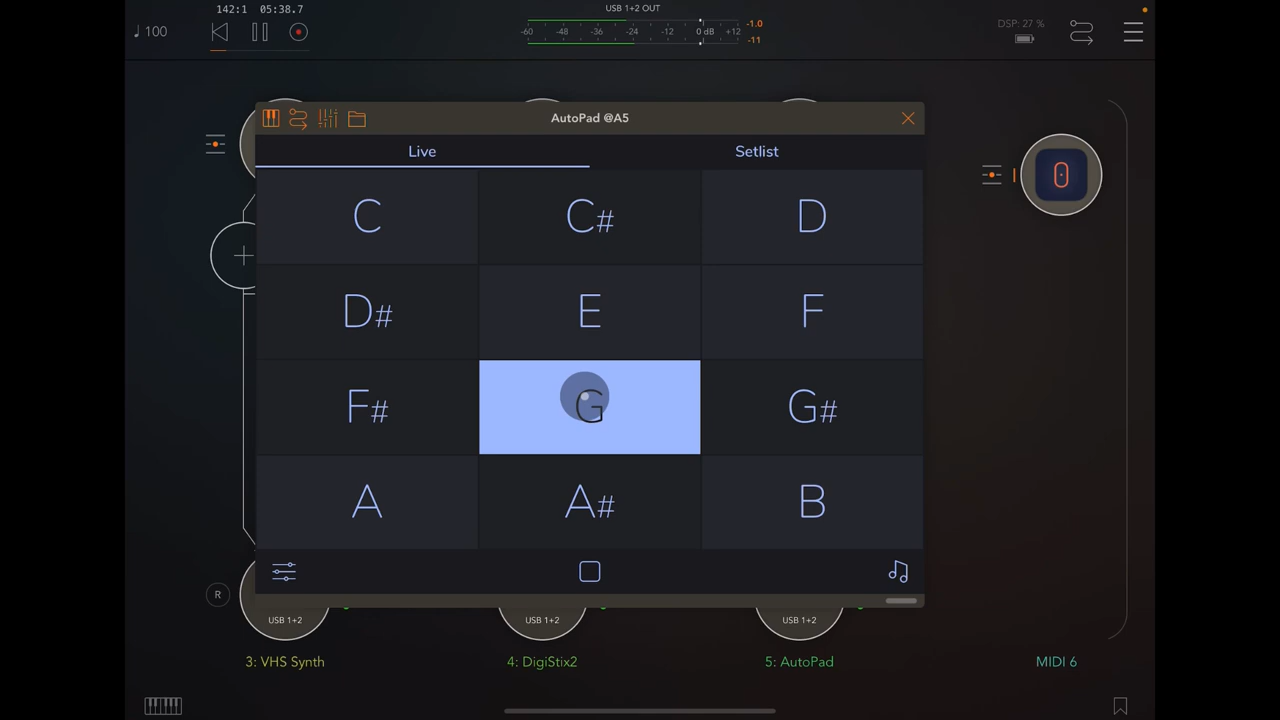 142:1 05:38.7
♩ 100
USB 1+2 OUT
-60 -48 -36 -24 -12 0 dB +12
-1.0
-11
DSP: 27 %
AutoPad @A5
Live Setlist
C C# D
D# E F
F# G G#
A A# B
R
USB 1+2 USB 1+2 USB 1+2
3: VHS Synth 4: DigiStix2 5: AutoPad MIDI 6